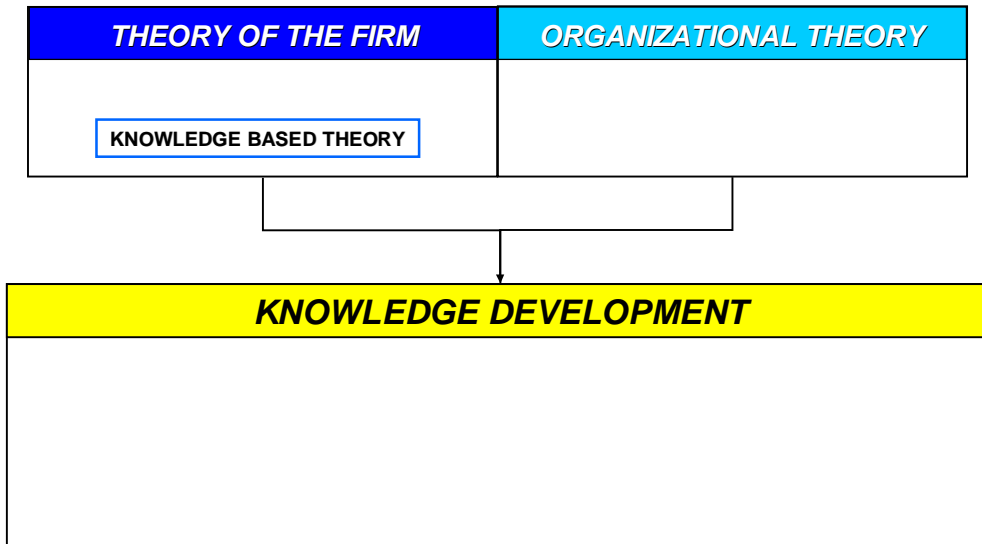 THEORY OF THE FIRM
ORGANIZATIONAL THEORY
KNOWLEDGE BASED THEORY
KNOWLEDGE DEVELOPMENT